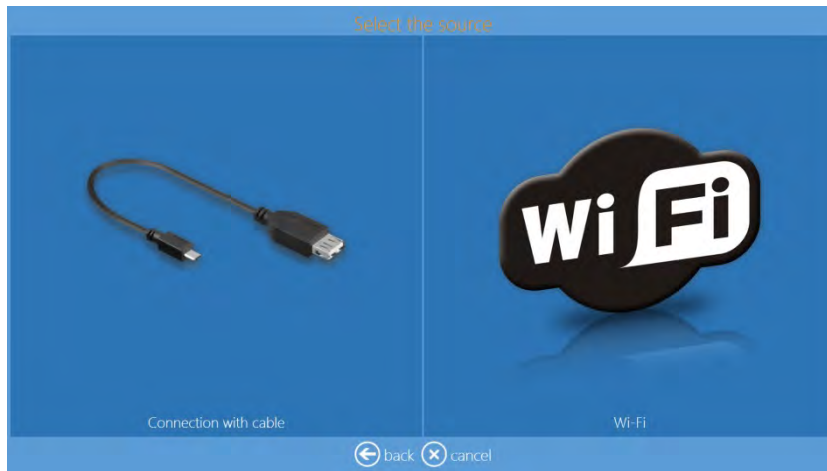 Select the source
Wi Fi
Connection with cable
Wi-Fi
back cancel